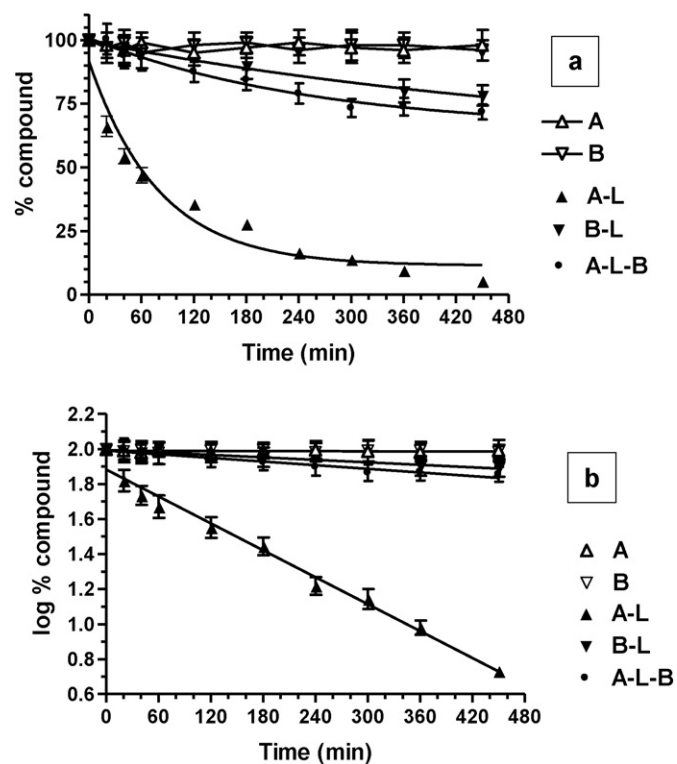 a
100
75
50
25
0
% compound
0 60 120 180 240 300 360 420 480
Time (min)
A
B
A-L
B-L
A-L-B
b
2.2
2.0
1.8
1.6
1.4
1.2
1.0
0.8
0.6
log % compound
0 60 120 180 240 300 360 420 480
Time (min)
A
B
A-L
B-L
A-L-B